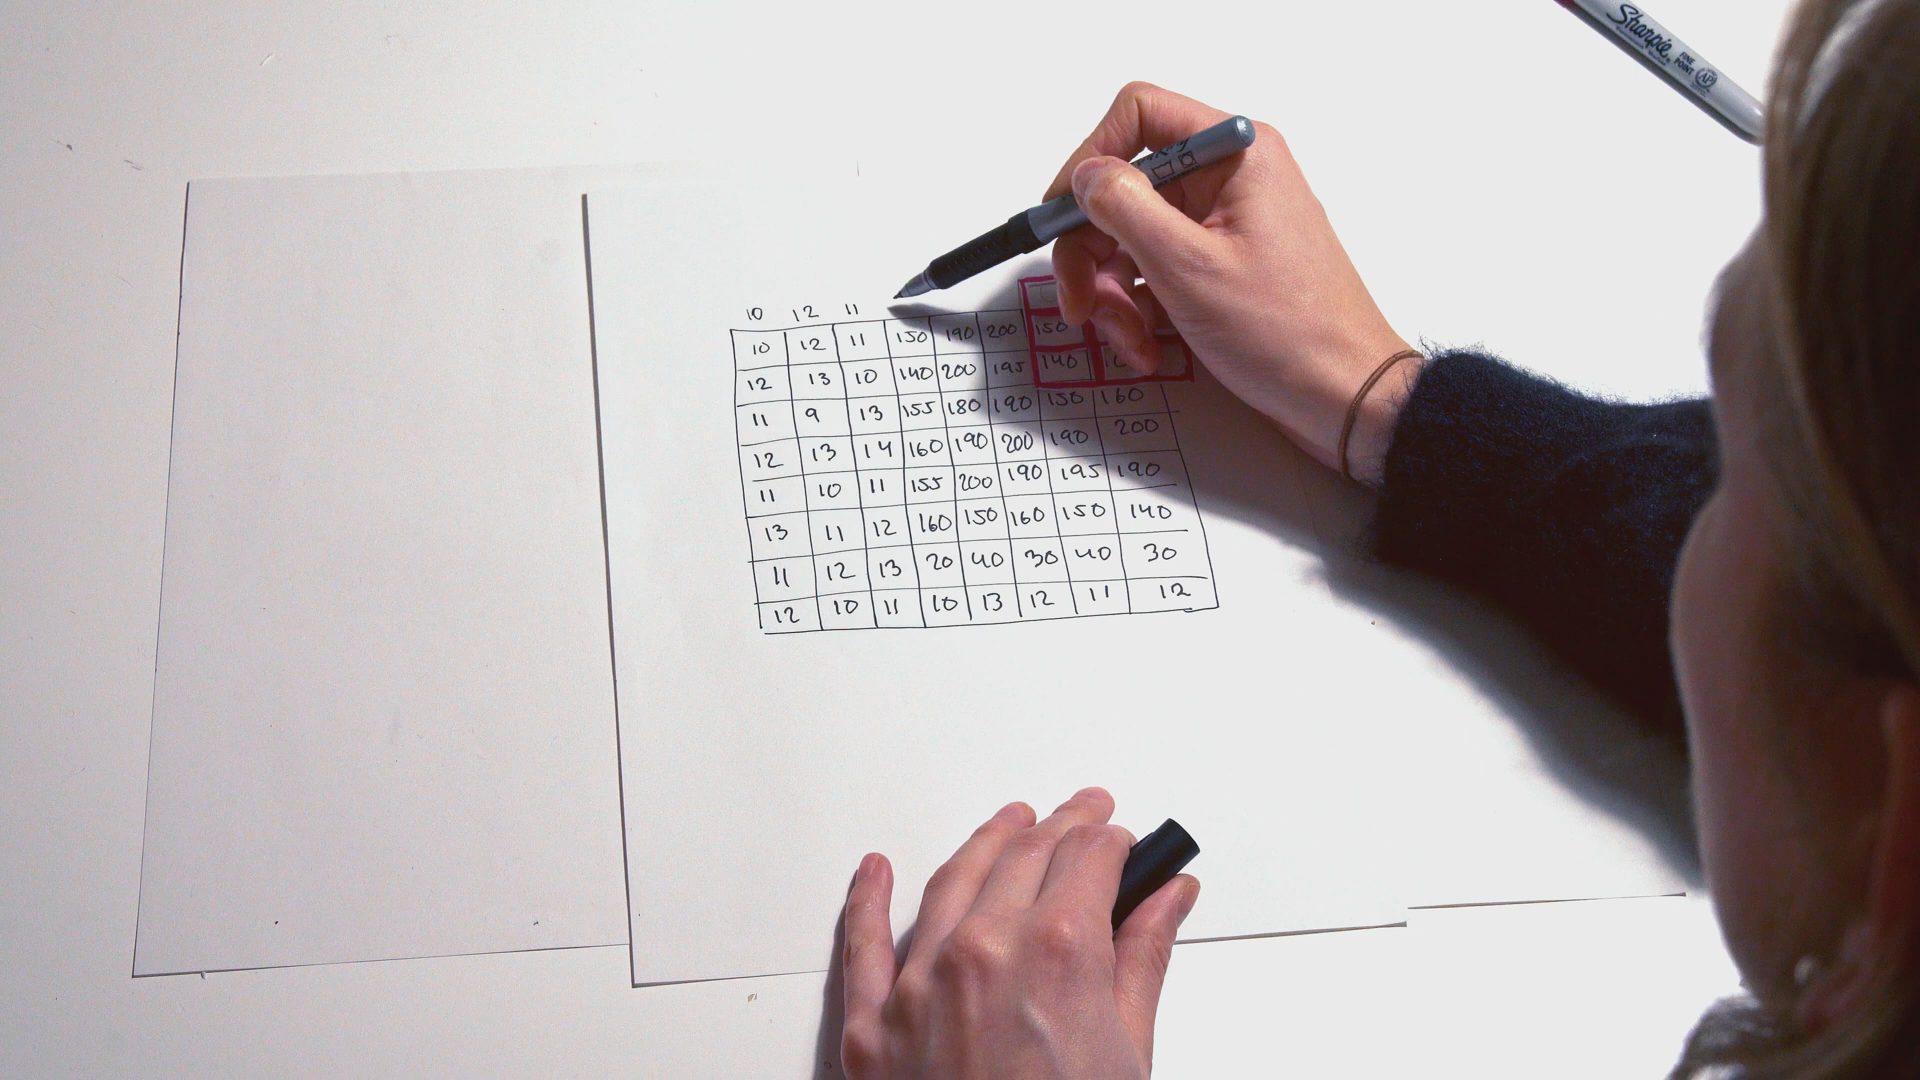 Sharpie
FINE POINT
AP
10 12 11
10 12 11 150 190 200 150
12 13 10 140 200 195 140
11 9 13 155 180 190 150 160
12 13 14 160 190 200 190 200
11 10 11 155 200 190 195 190
13 11 12 160 150 160 150 140
11 12 13 20 40 30 40 30
12 10 11 10 13 12 11 12